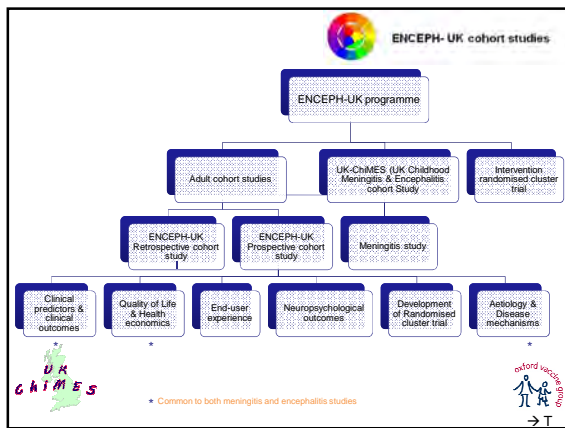 ENCEPH- UK cohort studies
ENCEPH-UK programme
Adult cohort studies
UK-ChiMES (UK Childhood
Meningitis & Encephalitis
cohort Study
Intervention
randomised cluster
trial
ENCEPH-UK
Retrospective cohort
study
ENCEPH-UK
Prospective cohort
study
Meningitis study
Clinical
predictors &
clinical
outcomes
Quality of Life
& Health
economics
End-user
experience
Neuropsychological
outcomes
Development
of Randomised
cluster trial
Aetiology &
Disease
mechanisms
*
*
*
UK
ChiMES
* Common to both meningitis and encephalitis studies
oxford vaccine group
→ T